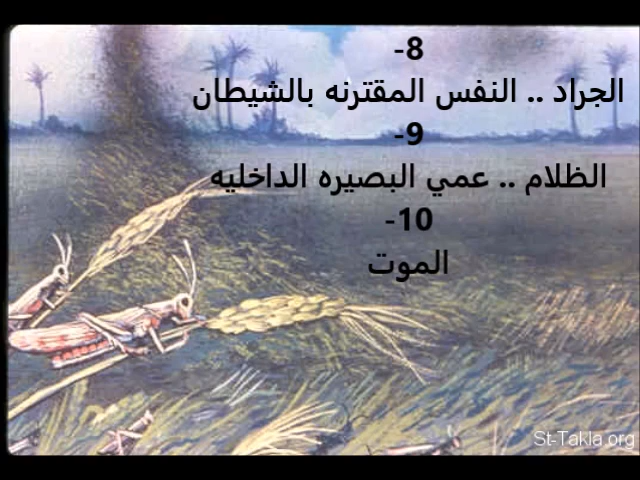 8-
الجراد .. النفس المقترنه بالشيطان
9-
الظلام .. عمي البصيره الداخليه
10-
الموت
St-Takla.org